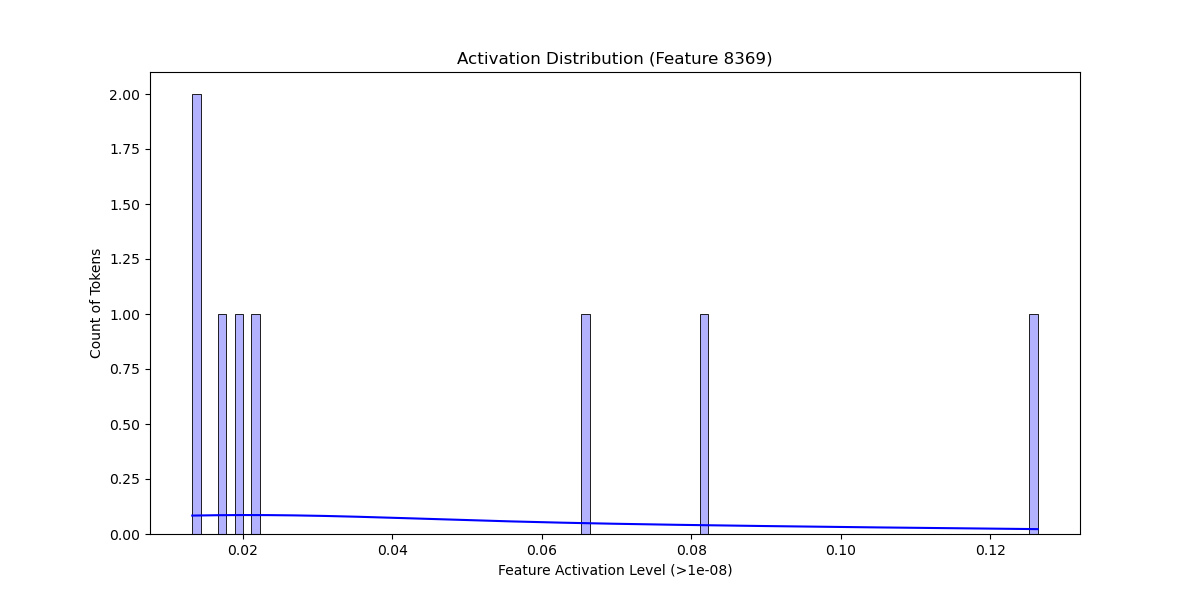 Activation Distribution (Feature 8369)
Count of Tokens
2.00
1.75
1.50
1.25
1.00
0.75
0.50
0.25
0.00
0.02 0.04 0.06 0.08 0.10 0.12
Feature Activation Level (>1e-08)